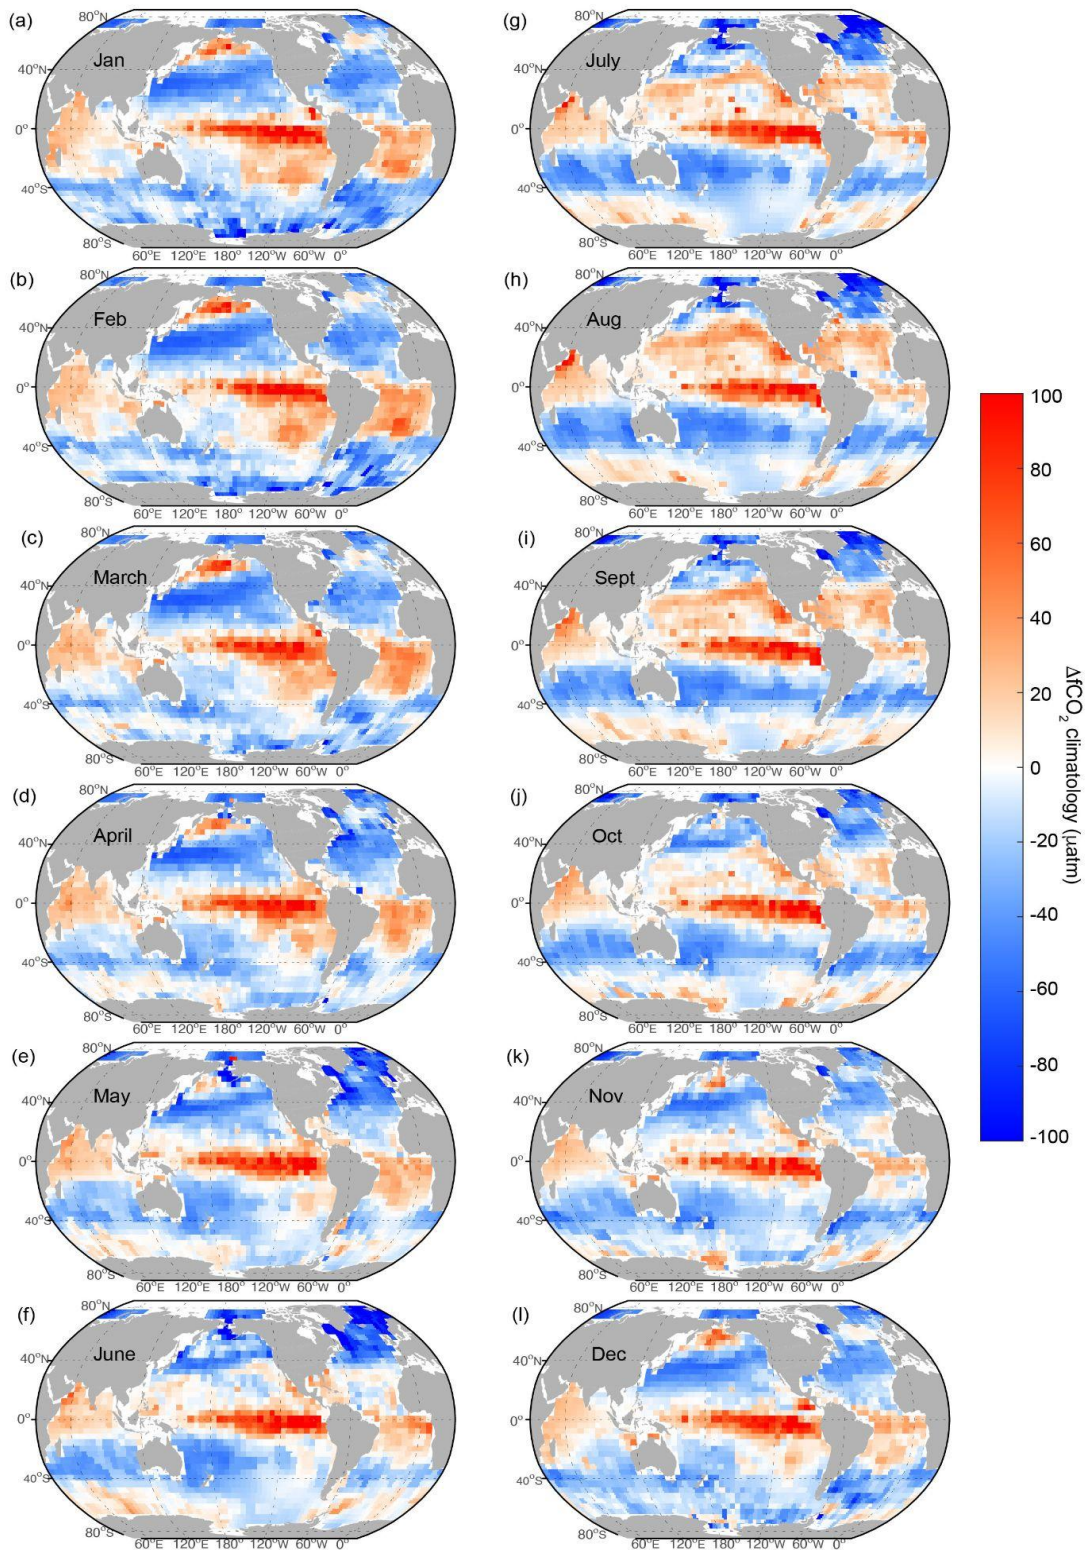 (a)
Jan
80°N
40°N
0°
40°S
80°S
60°E 120°E 180° 120°W 60°W 0°
(b)
Feb
80°N
40°N
0°
40°S
80°S
60°E 120°E 180° 120°W 60°W 0°
(c)
March
80°N
40°N
0°
40°S
80°S
60°E 120°E 180° 120°W 60°W 0°
(d)
April
80°N
40°N
0°
40°S
80°S
60°E 120°E 180° 120°W 60°W 0°
(e)
May
80°N
40°N
0°
40°S
80°S
60°E 120°E 180° 120°W 60°W 0°
(f)
June
80°N
40°N
0°
40°S
80°S
60°E 120°E 180° 120°W 60°W 0°
(g)
July
80°N
40°N
0°
40°S
80°S
60°E 120°E 180° 120°W 60°W 0°
(h)
Aug
80°N
40°N
0°
40°S
80°S
60°E 120°E 180° 120°W 60°W 0°
(i)
Sept
80°N
40°N
0°
40°S
80°S
60°E 120°E 180° 120°W 60°W 0°
(j)
Oct
80°N
40°N
0°
40°S
80°S
60°E 120°E 180° 120°W 60°W 0°
(k)
Nov
80°N
40°N
0°
40°S
80°S
60°E 120°E 180° 120°W 60°W 0°
(l)
Dec
80°N
40°N
0°
40°S
80°S
60°E 120°E 180° 120°W 60°W 0°
100
80
60
40
20
0
-20
-40
-60
-80
-100
ΔfCO₂ climatology (μatm)